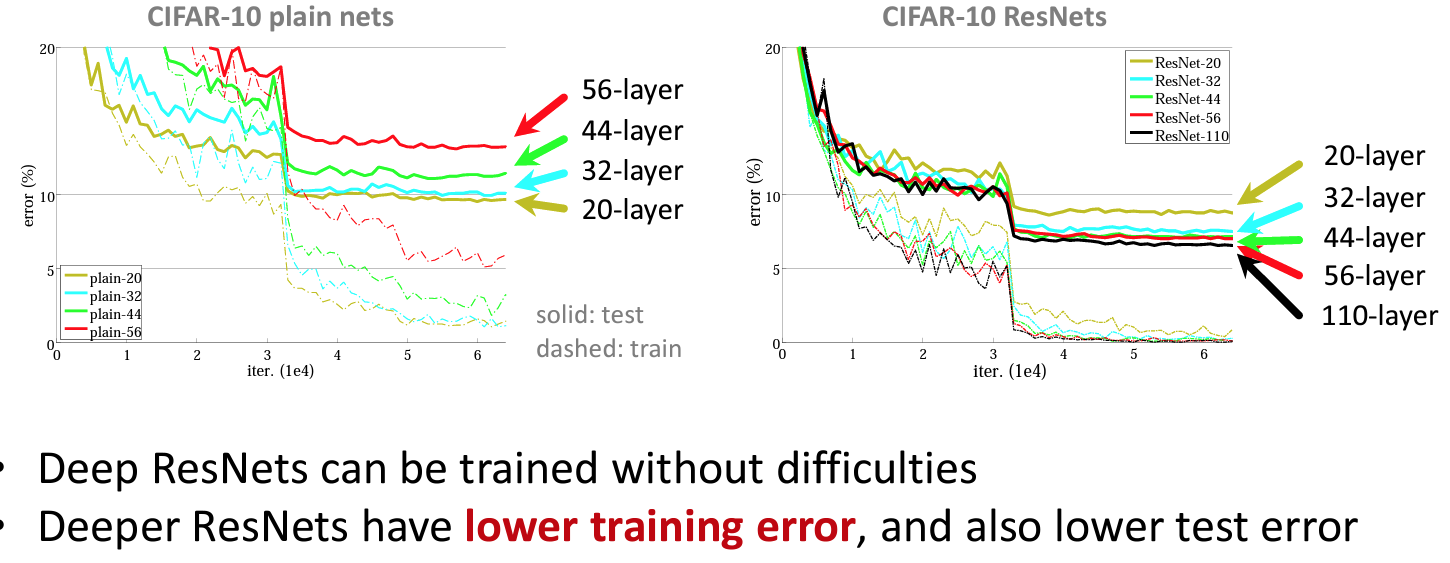 CIFAR-10 plain nets
20
10
5
0
error (%)
0
1
2
3
4
5
6
iter. (1e4)
plain-20
plain-32
plain-44
plain-56
56-layer
44-layer
32-layer
20-layer
solid: test
dashed: train
CIFAR-10 ResNets
20
10
5
0
error (%)
0
1
2
3
4
5
6
iter. (1e4)
ResNet-20
ResNet-32
ResNet-44
ResNet-56
ResNet-110
20-layer
32-layer
44-layer
56-layer
110-layer
• Deep ResNets can be trained without difficulties
• Deeper ResNets have lower training error, and also lower test error